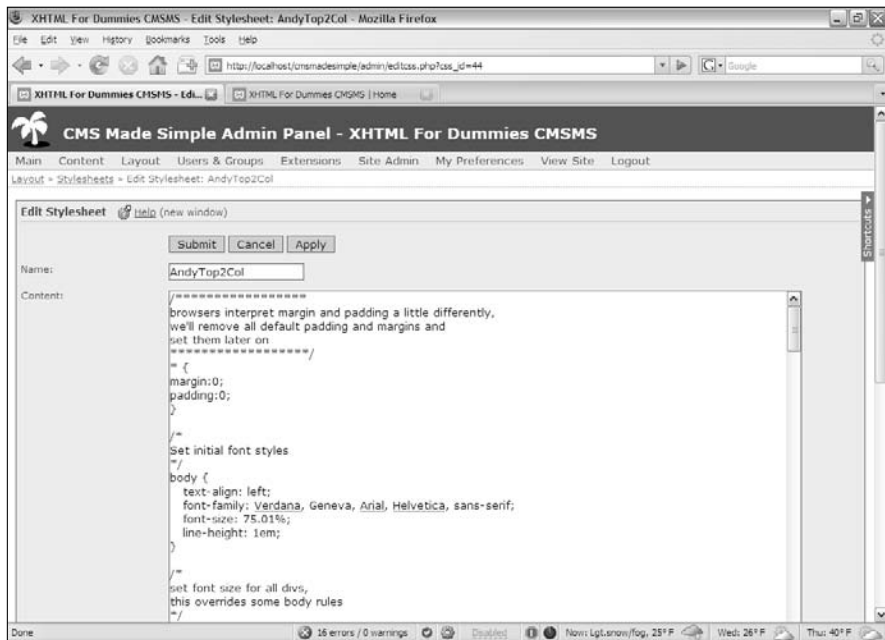 XHTML For Dummies CMSMS - Edit Stylesheet: AndyTop2Col - Mozilla Firefox
File Edit View History Bookmarks Tools Help
http://localhost/cmsmadesimple/admin/editcss.php?css_id=44
Google
XHTML For Dummies CMSMS - Edi...
XHTML For Dummies CMSMS | Home
CMS Made Simple Admin Panel - XHTML For Dummies CMSMS
Main Content Layout Users & Groups Extensions Site Admin My Preferences View Site Logout
Layout » Stylesheets » Edit Stylesheet: AndyTop2Col
Shortcuts
Edit Stylesheet Help (new window)
Submit Cancel Apply
Name:
AndyTop2Col
Content:
/*****************
browsers interpret margin and padding a little differently,
we'll remove all default padding and margins and
set them later on
******************/
* {
margin:0;
padding:0;
}
/*
Set initial font styles
*/
body {
text-align: left;
font-family: Verdana, Geneva, Arial, Helvetica, sans-serif;
font-size: 75.01%;
line-height: 1em;
}
/*
set font size for all divs,
this overrides some body rules
*/
Done
16 errors / 0 warnings
Disabled
Now: Lgt.snow/fog, 25° F
Wed: 26° F
Thu: 40° F